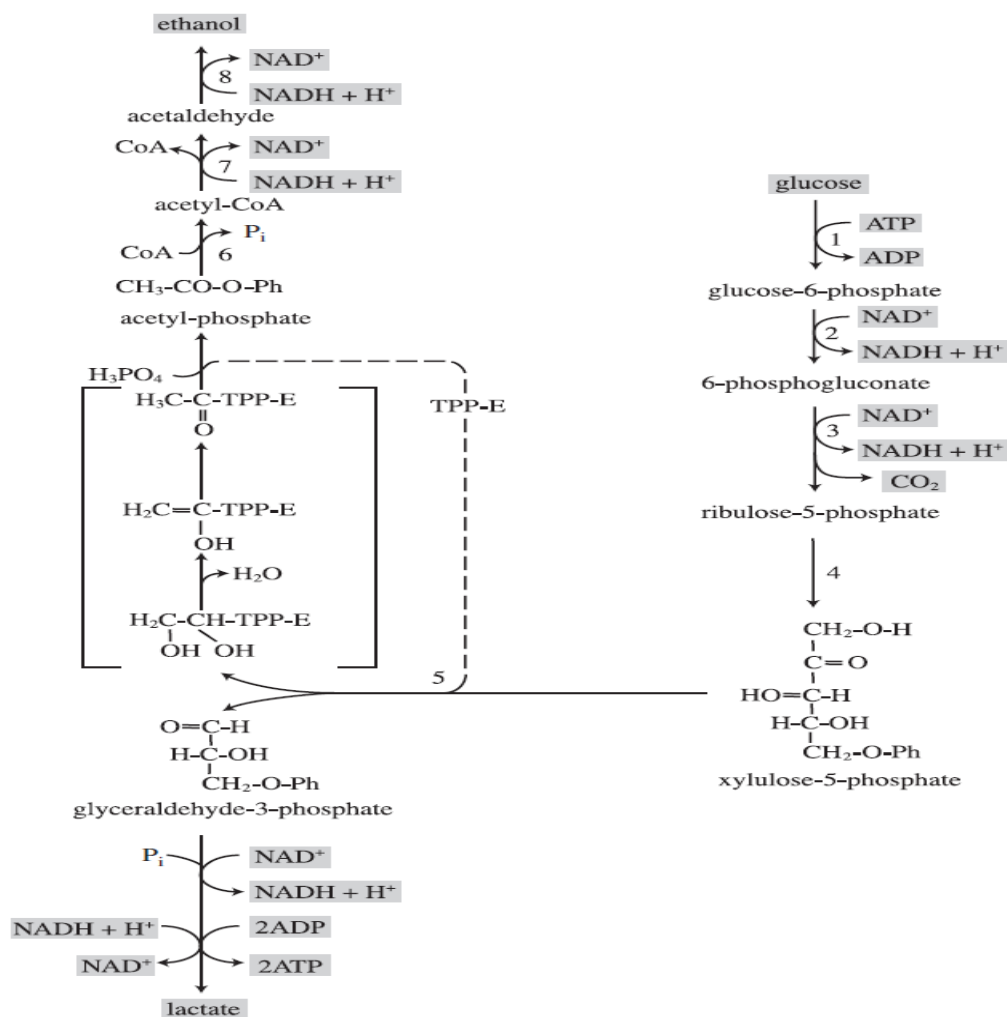 ethanol
NAD⁺
8
NADH + H⁺
acetaldehyde
CoA
NAD⁺
7
NADH + H⁺
acetyl-CoA
Pᵢ
CoA
6
CH₃-CO-O-Ph
acetyl-phosphate
H₃PO₄
H₃C-C-TPP-E
O
TPP-E
H₂C=C-TPP-E
OH
H₂O
H₂C-CH-TPP-E
OH OH
5
O=C-H
H-C-OH
CH₂-O-Ph
glyceraldehyde-3-phosphate
Pᵢ
NAD⁺
NADH + H⁺
NADH + H⁺
2ADP
NAD⁺
2ATP
lactate
glucose
ATP
1
ADP
glucose-6-phosphate
NAD⁺
2
NADH + H⁺
6-phosphogluconate
NAD⁺
3
NADH + H⁺
CO₂
ribulose-5-phosphate
4
CH₂-O-H
C=O
HO=C-H
H-C-OH
CH₂-O-Ph
xylulose-5-phosphate